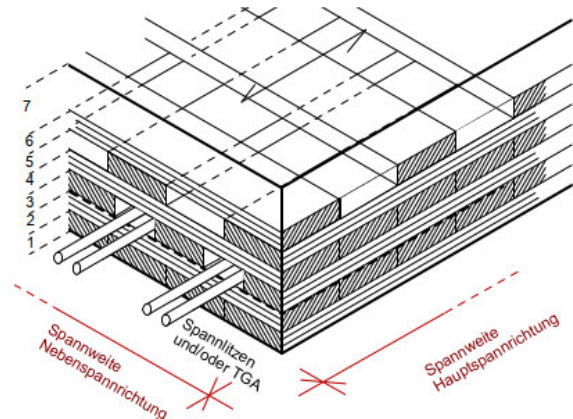 7
6
5
4
3
2
1
Spannweite
Nebenspannrichtung
Spannlitzen
und/oder TGA
Spannweite
Hauptspannrichtung